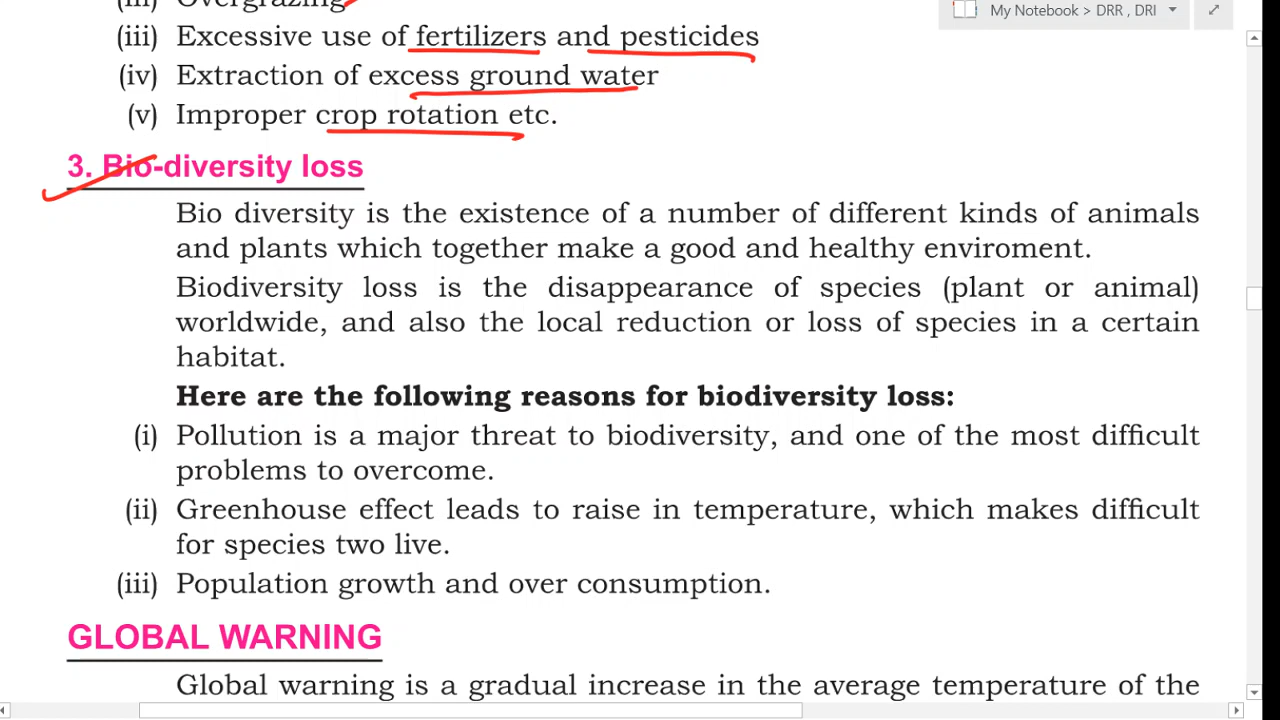 (iii) Overgrazing
My Notebook > DRR , DRI
(iii) Excessive use of fertilizers and pesticides
(iv) Extraction of excess ground water
(v) Improper crop rotation etc.
3. Bio-diversity loss
Bio diversity is the existence of a number of different kinds of animals
and plants which together make a good and healthy enviroment.
Biodiversity loss is the disappearance of species (plant or animal)
worldwide, and also the local reduction or loss of species in a certain
habitat.
Here are the following reasons for biodiversity loss:
(i) Pollution is a major threat to biodiversity, and one of the most difficult
problems to overcome.
(ii) Greenhouse effect leads to raise in temperature, which makes difficult
for species two live.
(iii) Population growth and over consumption.
GLOBAL WARNING
Global warning is a gradual increase in the average temperature of the